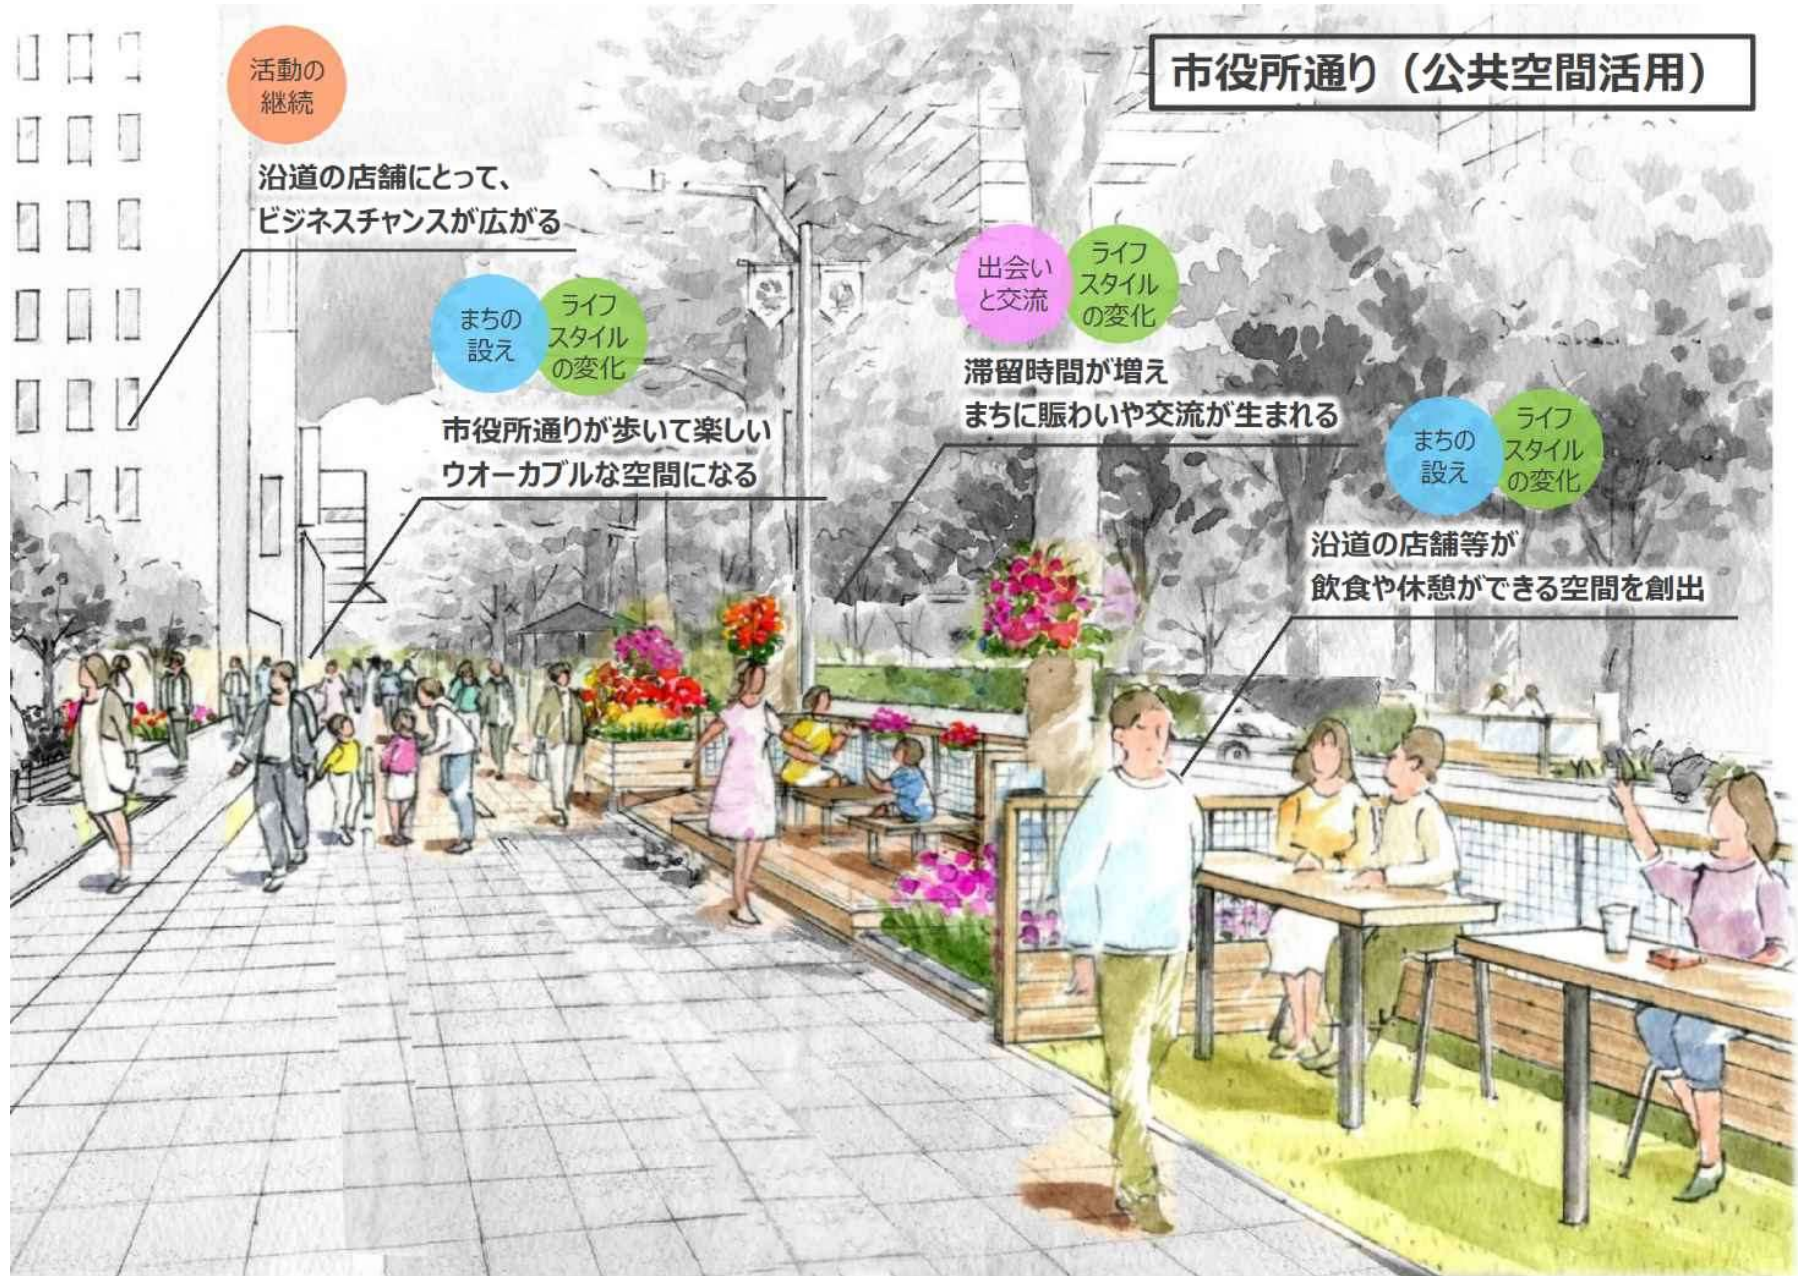 市役所通り（公共空間活用）
活動の
継続
沿道の店舗にとって、
ビジネスチャンスが広がる
まちの
設え
ライフ
スタイル
の変化
市役所通りが歩いて楽しい
ウオーカブルな空間になる
出会い
と交流
ライフ
スタイル
の変化
滞留時間が増え
まちに賑わいや交流が生まれる
まちの
設え
ライフ
スタイル
の変化
沿道の店舗等が
飲食や休憩ができる空間を創出